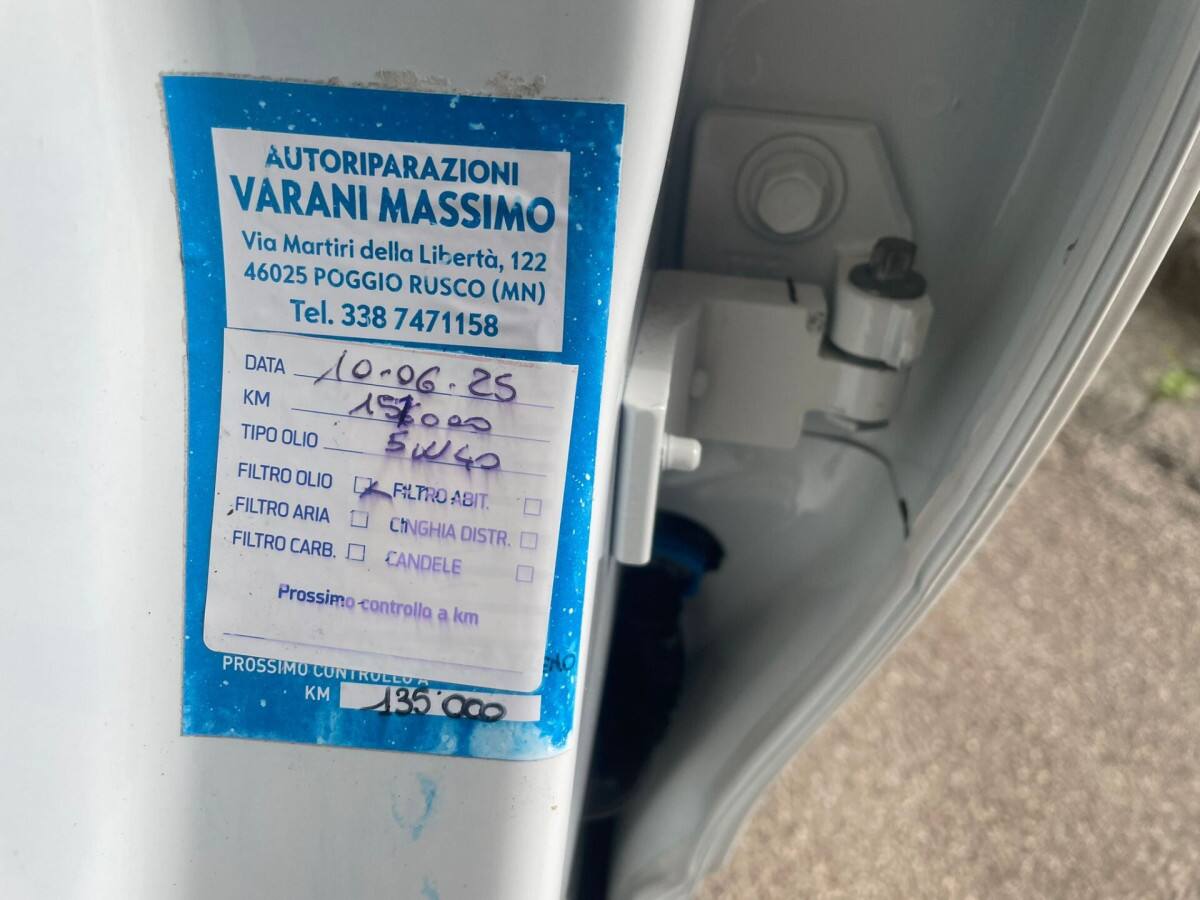 AUTORIPARAZIONI
VARANI MASSIMO
Via Martiri della Libertà, 122
46025 POGGIO RUSCO (MN)
Tel. 338 7471158
DATA 10-06.25
KM 151000
TIPO OLIO 5W40
FILTRO OLIO FILTRO ABIT.
FILTRO ARIA CINGHIA DISTR.
FILTRO CARB. CANDELE
Prossimo controllo a km
PROSSIMO CONTROLLO A
KM 135.000